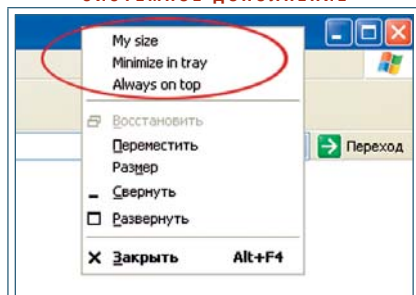 СИСТЕМНОЕ ДОПОЛНЕНИЕ
My size
Minimize in tray
Always on top
Восстановить
Переместить
Размер
Свернуть
Развернуть
Закрыть Alt+F4
Переход